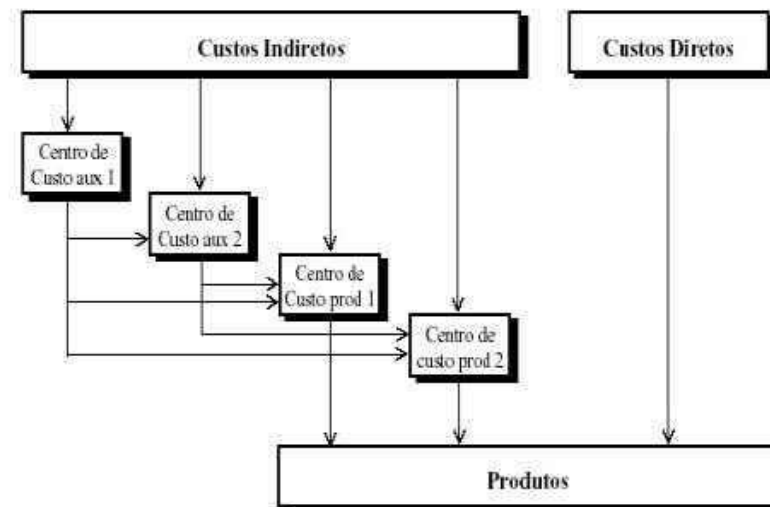 Custos Indiretos
Custos Diretos
Centro de
Custo aux 1
Centro de
Custo aux 2
Centro de
Custo prod 1
Centro de
custo prod 2
Produtos